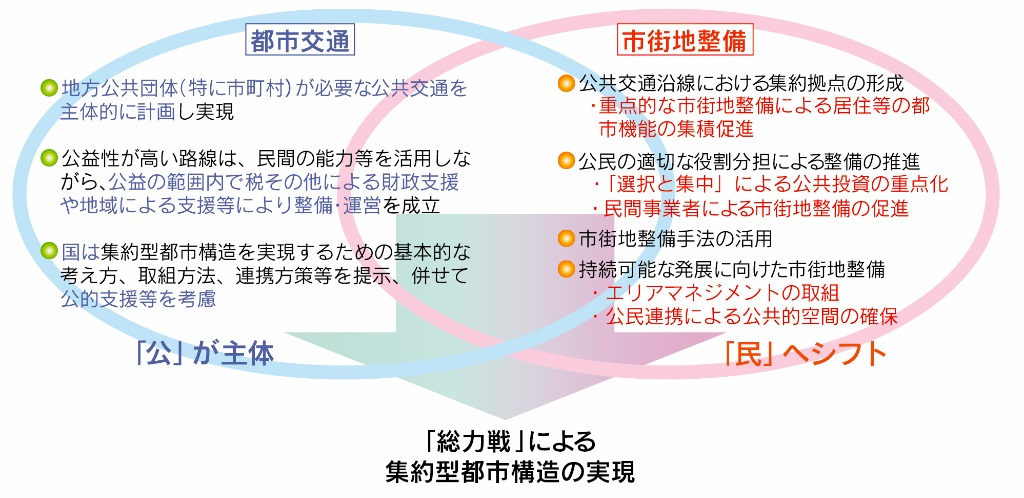 都市交通
地方公共団体(特に市町村)が必要な公共交通を
主体的に計画し実現
公益性が高い路線は、民間の能力等を活用しな
がら、公益の範囲内で税その他による財政支援
や地域による支援等により整備・運営を成立
国は集約型都市構造を実現するための基本的な
考え方、取組方法、連携方策等を提示、併せて
公的支援等を考慮
「公」が主体
市街地整備
公共交通沿線における集約拠点の形成
・重点的な市街地整備による居住等の都
市機能の集積促進
公民の適切な役割分担による整備の推進
・「選択と集中」による公共投資の重点化
・民間事業者による市街地整備の促進
市街地整備手法の活用
持続可能な発展に向けた市街地整備
・エリアマネジメントの取組
・公民連携による公共的空間の確保
「民」へシフト
「総力戦」による
集約型都市構造の実現